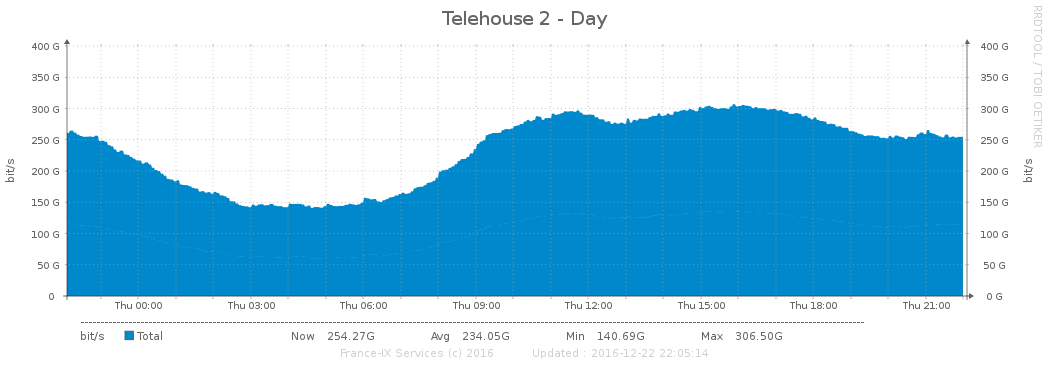 Telehouse 2 - Day
RRDTOOL / TOBI OETIKER
400 G 400 G
350 G 350 G
300 G 300 G
250 G 250 G
200 G 200 G
150 G 150 G
100 G 100 G
50 G 50 G
0 0 G
bit/s
bit/s
Thu 00:00 Thu 03:00 Thu 06:00 Thu 09:00 Thu 12:00 Thu 15:00 Thu 18:00 Thu 21:00
bit/s Total Now 254.27G Avg 234.05G Min 140.69G Max 306.50G
France-IX Services (c) 2016 Updated : 2016-12-22 22:05:14